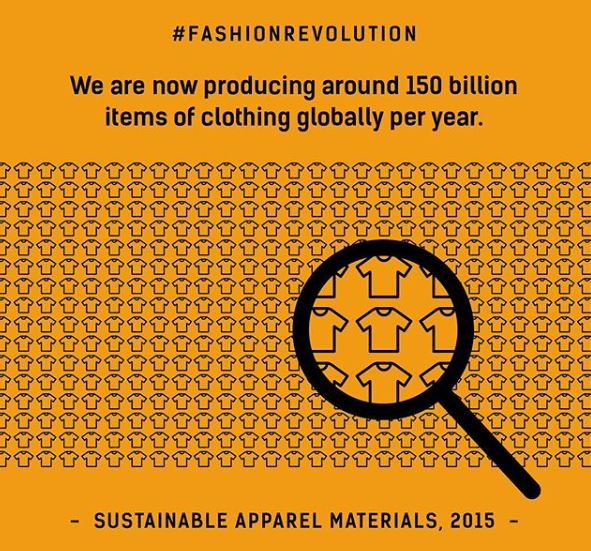 #FASHIONREVOLUTION
We are now producing around 150 billion
items of clothing globally per year.
- SUSTAINABLE APPAREL MATERIALS, 2015 -